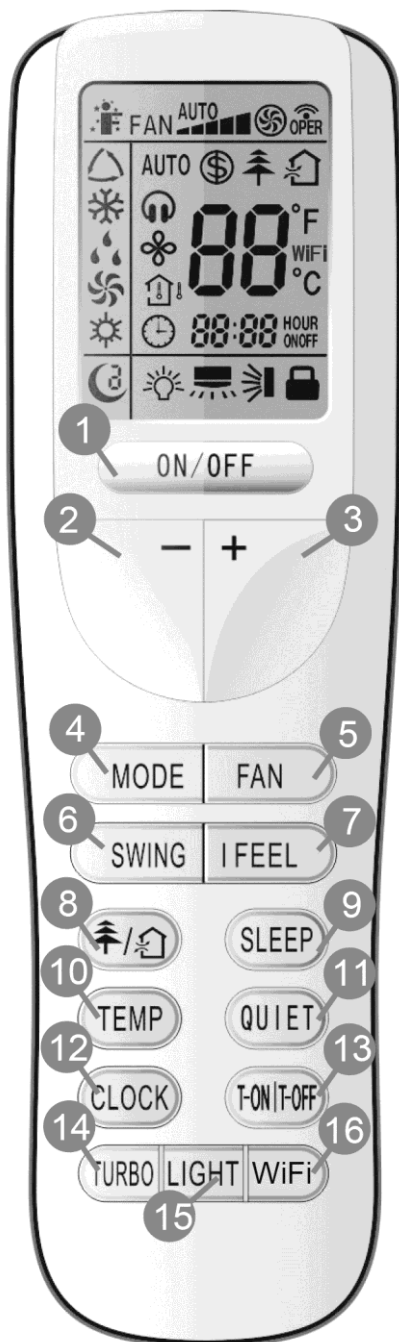 FAN AUTO OPER
AUTO
88 °F
WiFi
°C
88:88 HOUR
ON OFF
1
ON/OFF
2 3
− +
4 5
MODE FAN
6 7
SWING I FEEL
8 9
/ SLEEP
10 11
TEMP QUIET
12 13
CLOCK T-ON|T-OFF
14 16
TURBO LIGHT WiFi
15